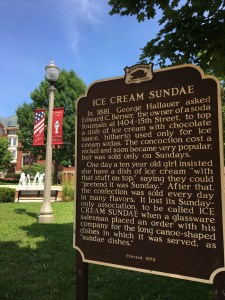 ICE CREAM SUNDAE
In 1881, George Hallauer asked
Edward C. Berner, the owner of a soda
fountain at 1404-15th Street, to top
a dish of ice cream with chocolate
sauce, hitherto used only for ice
cream sodas. The concoction cost a
nickel and soon became very popular,
but was sold only on Sundays.
One day a ten year old girl insisted
she have a dish of ice cream "with
that stuff on top," saying they could
"pretend it was Sunday." After that,
the confection was sold every day
in many flavors. It lost its Sunday
only association, to be called ICE
CREAM SUNDAE when a glassware
salesman placed an order with his
company for the long canoe-shaped
dishes in which it was served, as
"sundae dishes."
Erected 1973